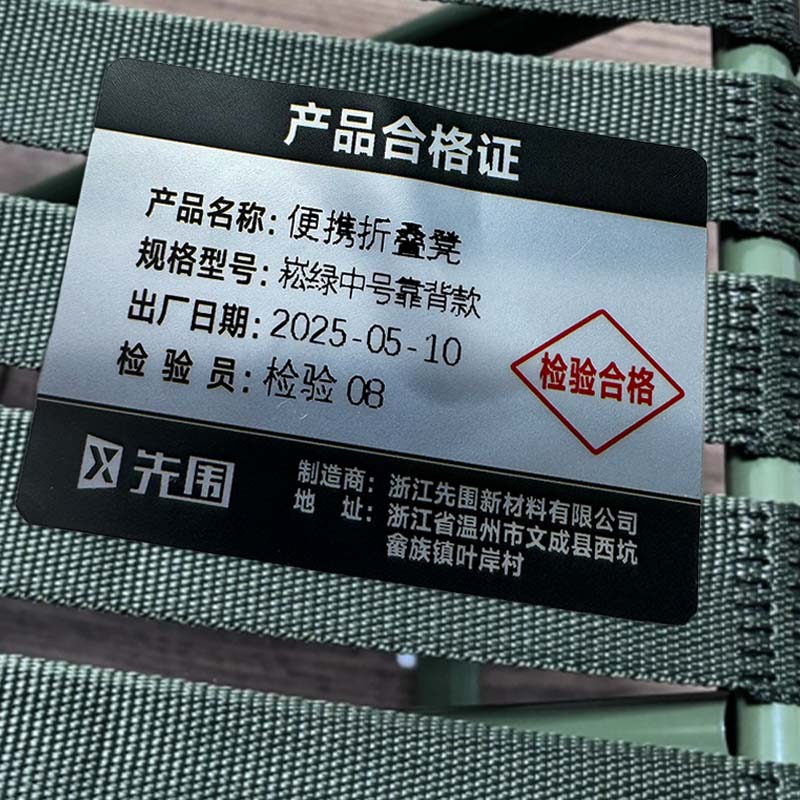 产品合格证
产品名称：便携折叠凳
规格型号：崧绿中号靠背款
出厂日期：2025-05-10
检验员：检验 08
检验合格
先围
制造商：浙江先围新材料有限公司
地址：浙江省温州市文成县西坑
畲族镇叶岸村